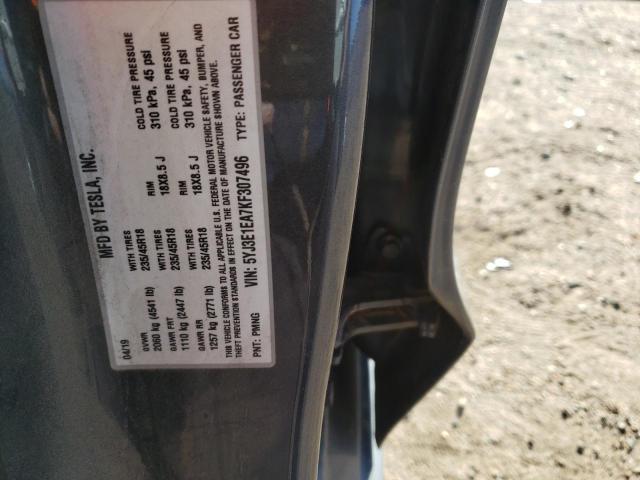 MFD BY TESLA, INC.
04/19
GVWR WITH TIRES RIM COLD TIRE PRESSURE
2060 kg (4541 lb) 235/45R18 18X8.5 J 310 kPa, 45 psi
GAWR FRT WITH TIRES RIM COLD TIRE PRESSURE
1110 kg (2447 lb) 235/45R18 18X8.5 J 310 kPa, 45 psi
GAWR RR WITH TIRES
1257 kg (2771 lb) 235/45R18
THIS VEHICLE CONFORMS TO ALL APPLICABLE U.S. FEDERAL MOTOR VEHICLE SAFETY, BUMPER, AND
THEFT PREVENTION STANDARDS IN EFFECT ON THE DATE OF MANUFACTURE SHOWN ABOVE.
VIN: 5YJ3E1EA7KF307496 TYPE: PASSENGER CAR
PNT: PMNG